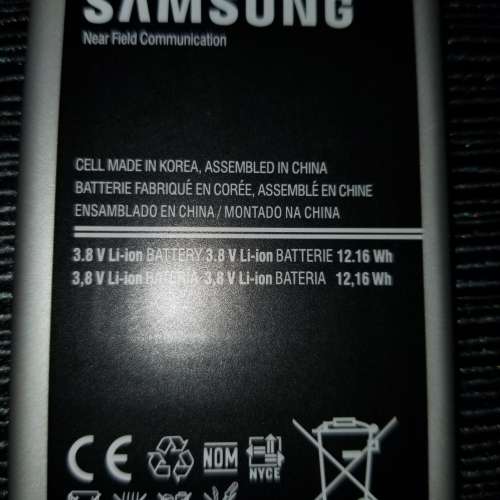 SAMSUNG
Near Field Communication
CELL MADE IN KOREA, ASSEMBLED IN CHINA
BATTERIE FABRIQUÉ EN CORÉE, ASSEMBLÉ EN CHINE
ENSAMBLADO EN CHINA / MONTADO NA CHINA
3.8 V Li-ion BATTERY 3.8 V Li-ion BATTERIE 12.16 Wh
3,8 V Li-ion BATERIA 3,8 V Li-ion BATERIA 12,16 Wh
CE NOM NYCE